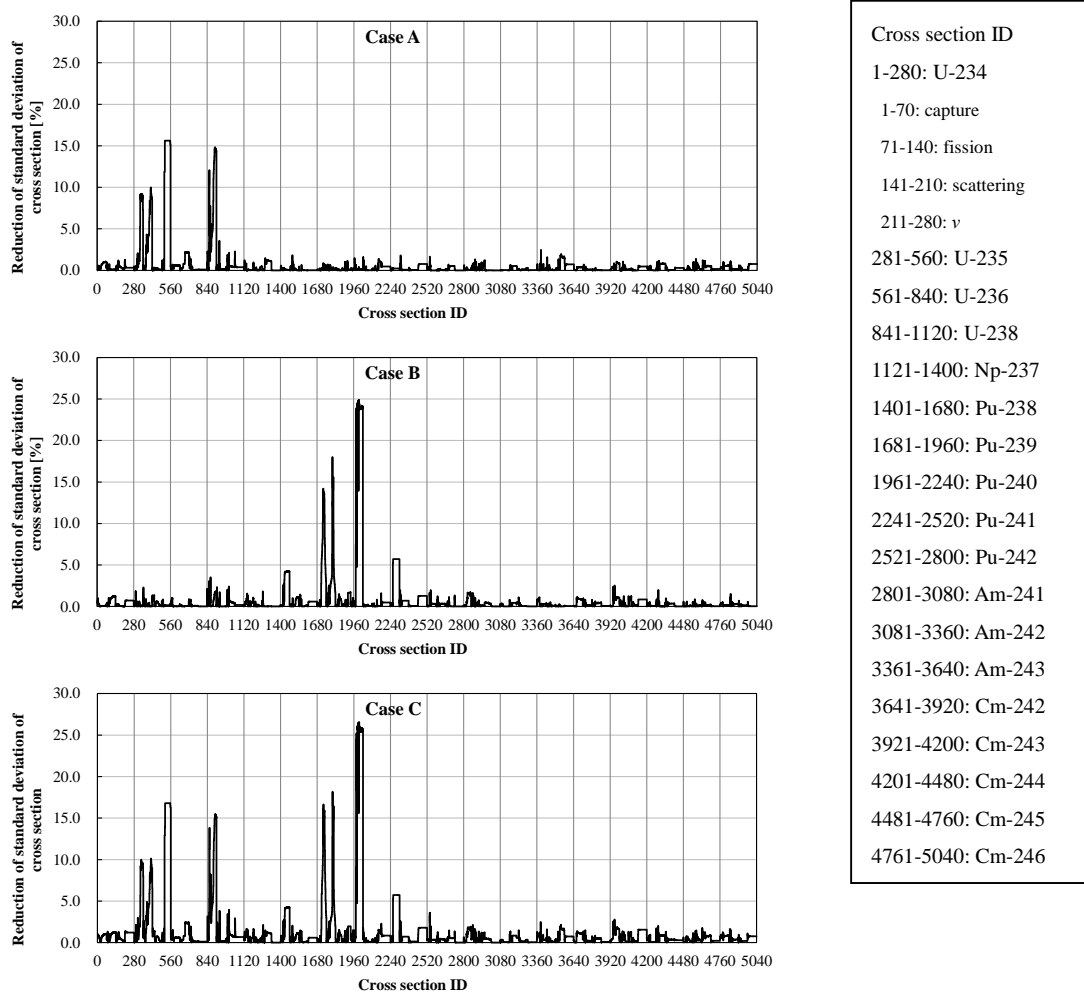 30.0
25.0
20.0
15.0
10.0
5.0
0.0
Reduction of standard deviation of
cross section [%]
Case A
0 280 560 840 1120 1400 1680 1960 2240 2520 2800 3080 3360 3640 3920 4200 4480 4760 5040
Cross section ID
30.0
25.0
20.0
15.0
10.0
5.0
0.0
Reduction of standard deviation of
cross section [%]
Case B
0 280 560 840 1120 1400 1680 1960 2240 2520 2800 3080 3360 3640 3920 4200 4480 4760 5040
Cross section ID
30.0
25.0
20.0
15.0
10.0
5.0
0.0
Reduction of standard deviation of
cross section
Case C
0 280 560 840 1120 1400 1680 1960 2240 2520 2800 3080 3360 3640 3920 4200 4480 4760 5040
Cross section ID
Cross section ID
1-280: U-234
1-70: capture
71-140: fission
141-210: scattering
211-280: ν
281-560: U-235
561-840: U-236
841-1120: U-238
1121-1400: Np-237
1401-1680: Pu-238
1681-1960: Pu-239
1961-2240: Pu-240
2241-2520: Pu-241
2521-2800: Pu-242
2801-3080: Am-241
3081-3360: Am-242
3361-3640: Am-243
3641-3920: Cm-242
3921-4200: Cm-243
4201-4480: Cm-244
4481-4760: Cm-245
4761-5040: Cm-246